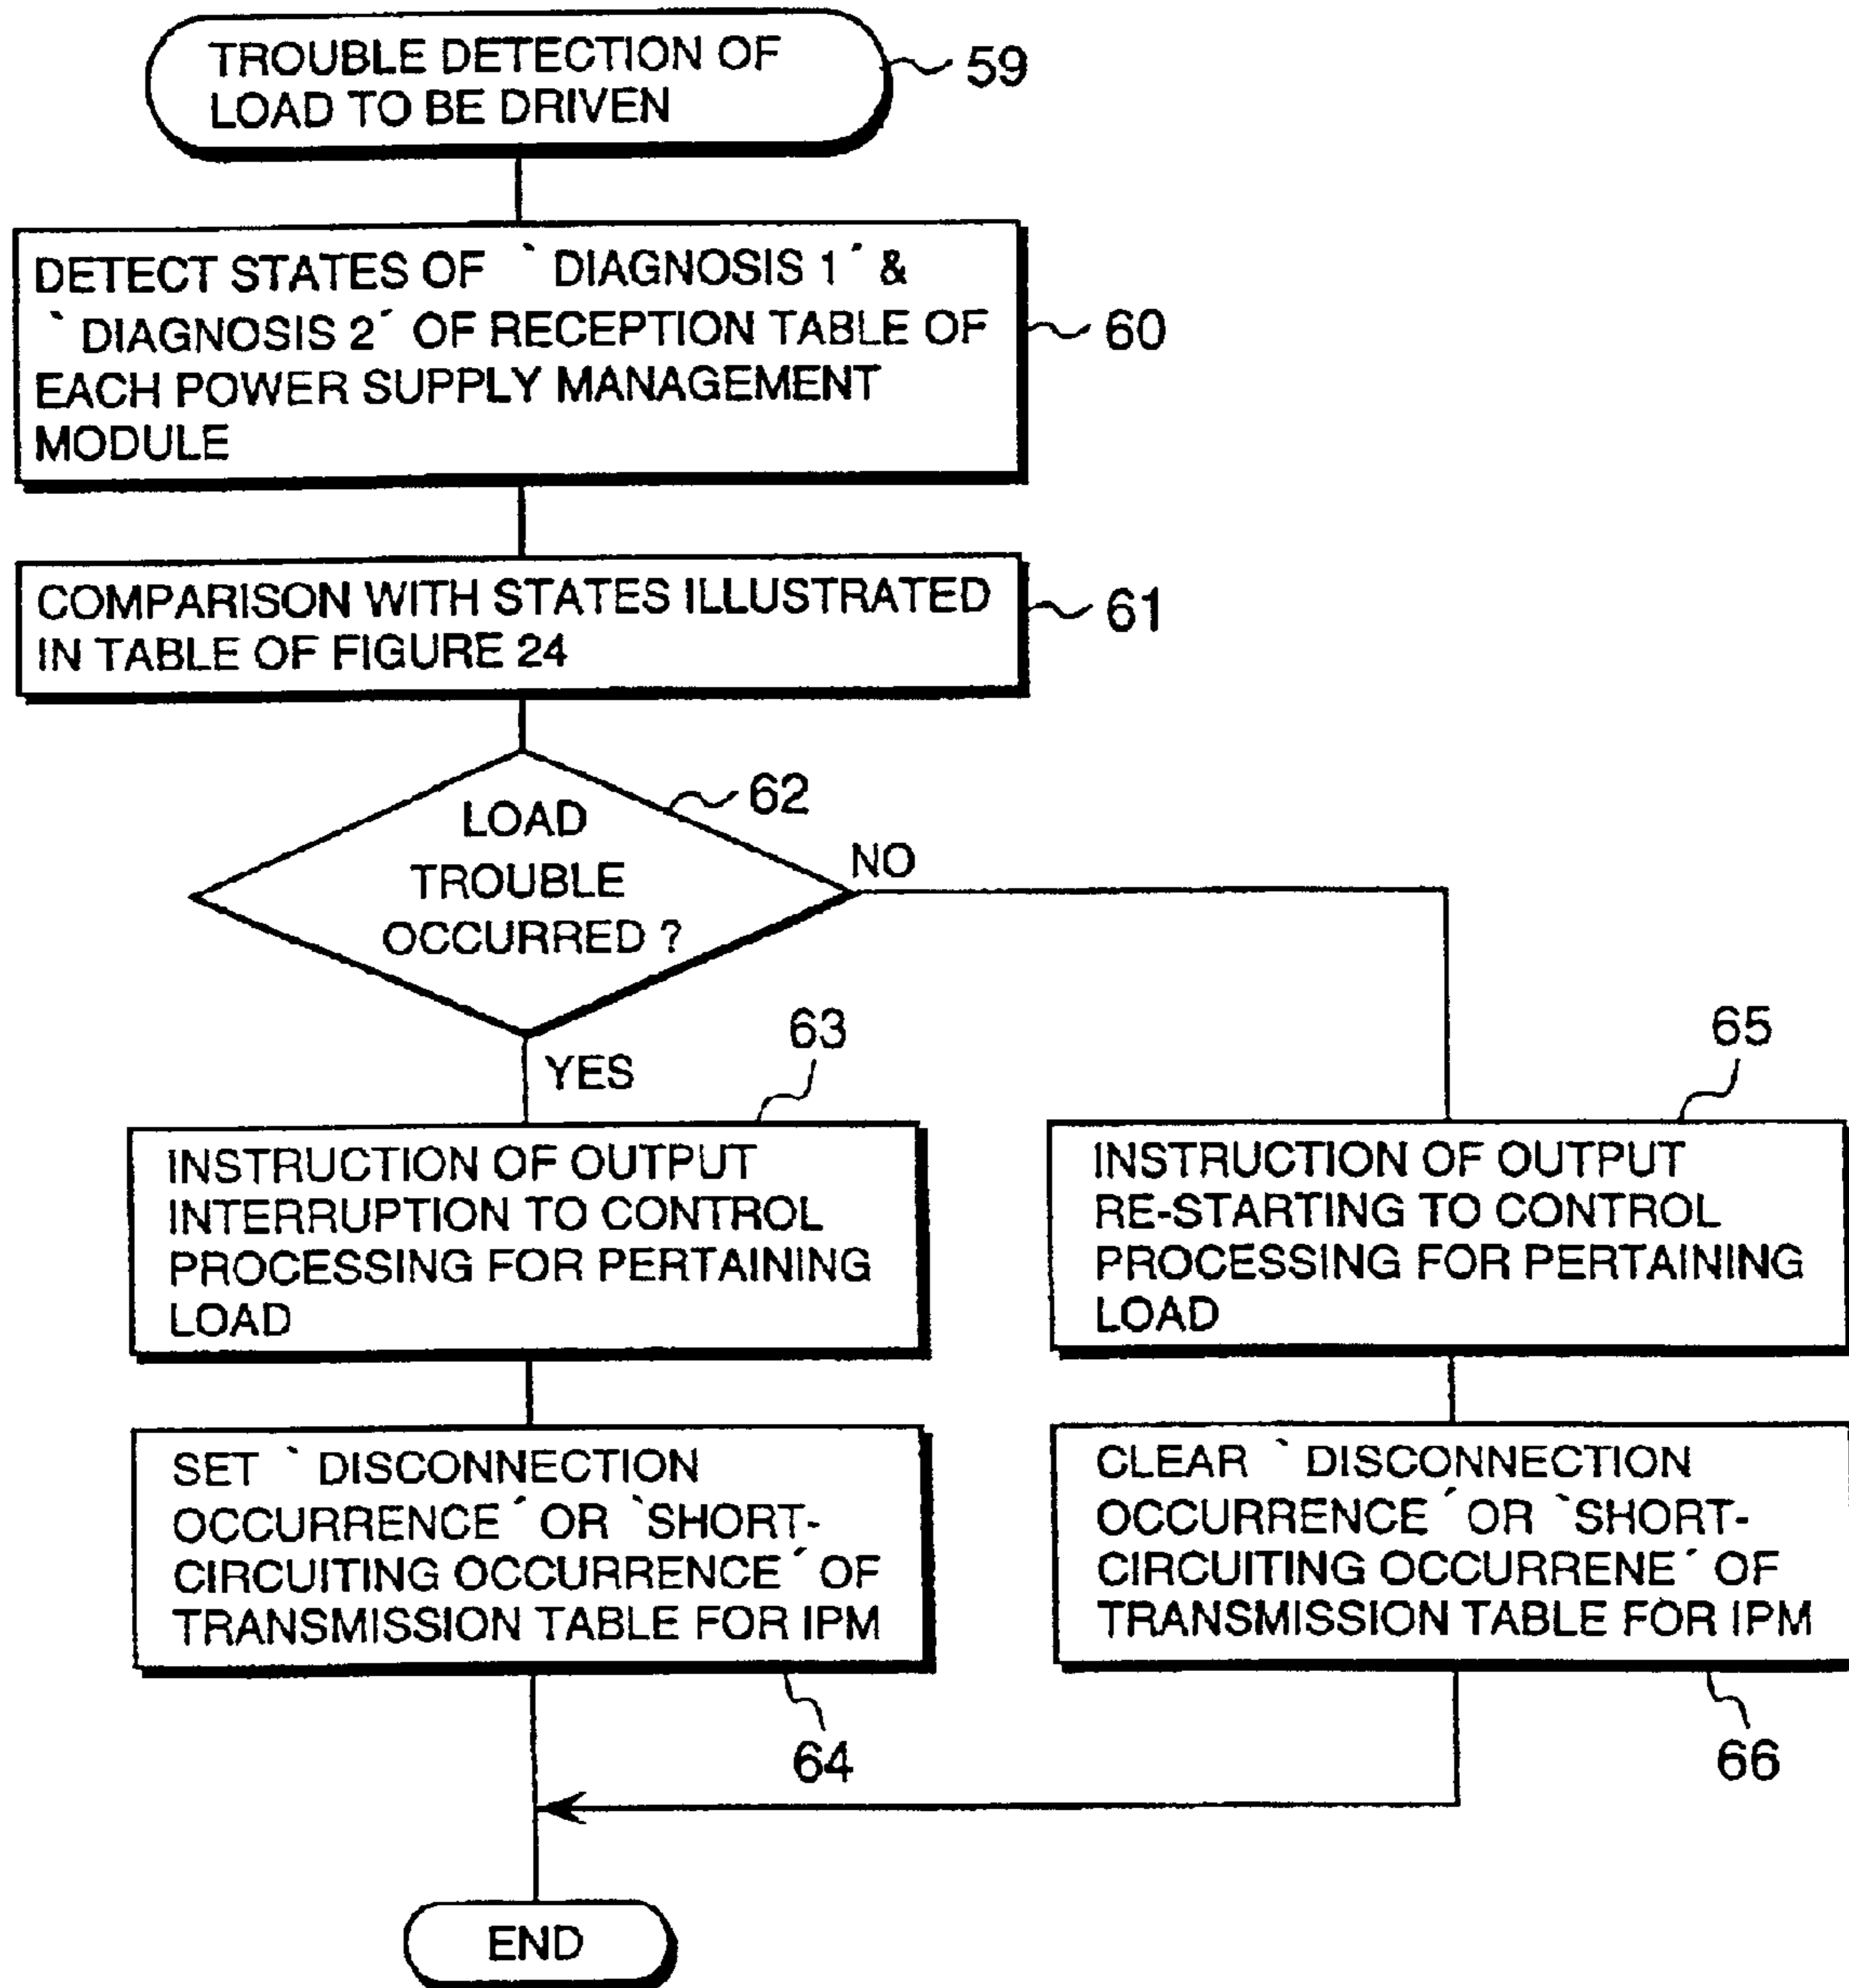 TROUBLE DETECTION OF
LOAD TO BE DRIVEN
59
DETECT STATES OF `DIAGNOSIS 1´ &
`DIAGNOSIS 2´ OF RECEPTION TABLE OF
EACH POWER SUPPLY MANAGEMENT
MODULE
60
COMPARISON WITH STATES ILLUSTRATED
IN TABLE OF FIGURE 24
61
LOAD
TROUBLE
OCCURRED ?
62
NO
YES
63
INSTRUCTION OF OUTPUT
INTERRUPTION TO CONTROL
PROCESSING FOR PERTAINING
LOAD
65
INSTRUCTION OF OUTPUT
RE-STARTING TO CONTROL
PROCESSING FOR PERTAINING
LOAD
SET `DISCONNECTION
OCCURRENCE´ OR `SHORT-
CIRCUITING OCCURRENCE´ OF
TRANSMISSION TABLE FOR IPM
64
CLEAR `DISCONNECTION
OCCURRENCE´ OR `SHORT-
CIRCUITING OCCURRENE´ OF
TRANSMISSION TABLE FOR IPM
66
END